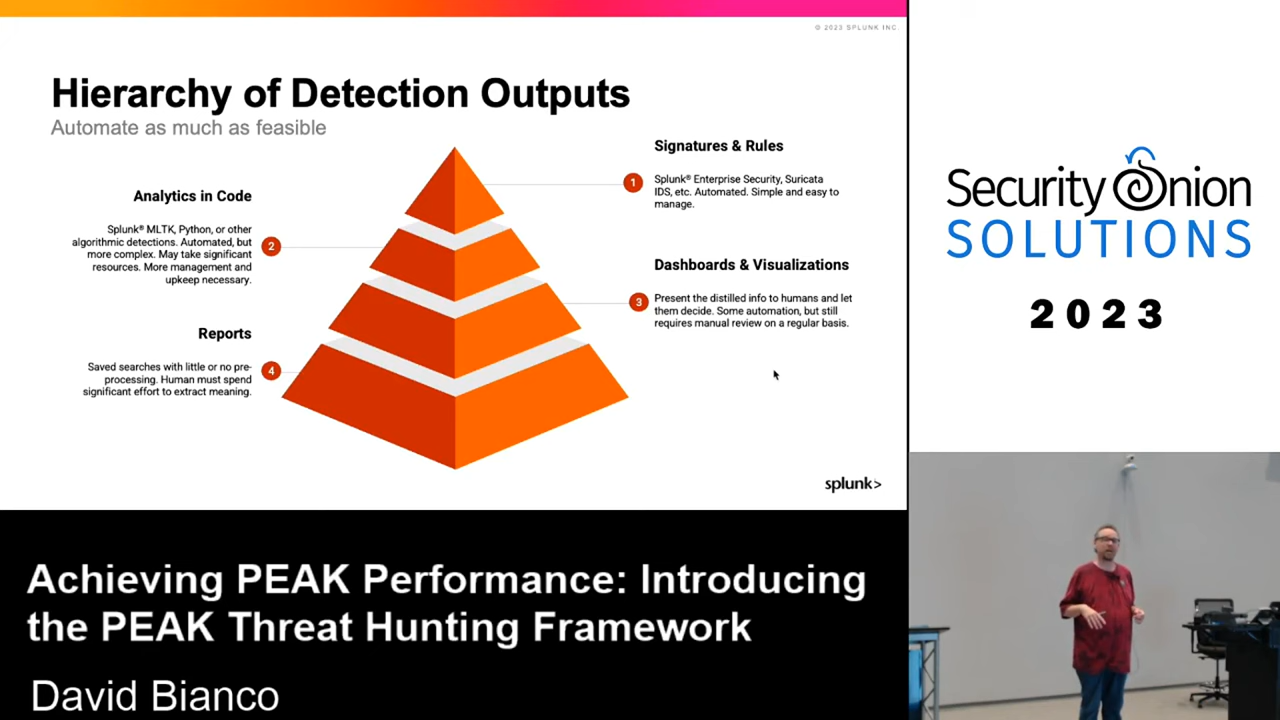 © 2023 SPLUNK INC.
Hierarchy of Detection Outputs
Automate as much as feasible
Signatures & Rules
1
Splunk® Enterprise Security, Suricata
IDS, etc. Automated. Simple and easy to
manage.
Analytics in Code
2
Splunk® MLTK, Python, or other
algorithmic detections. Automated, but
more complex. May take significant
resources. More management and
upkeep necessary.
Dashboards & Visualizations
3
Present the distilled info to humans and let
them decide. Some automation, but still
requires manual review on a regular basis.
Reports
4
Saved searches with little or no pre-
processing. Human must spend
significant effort to extract meaning.
splunk>
Security Onion
SOLUTIONS
2023
Achieving PEAK Performance: Introducing
the PEAK Threat Hunting Framework
David Bianco